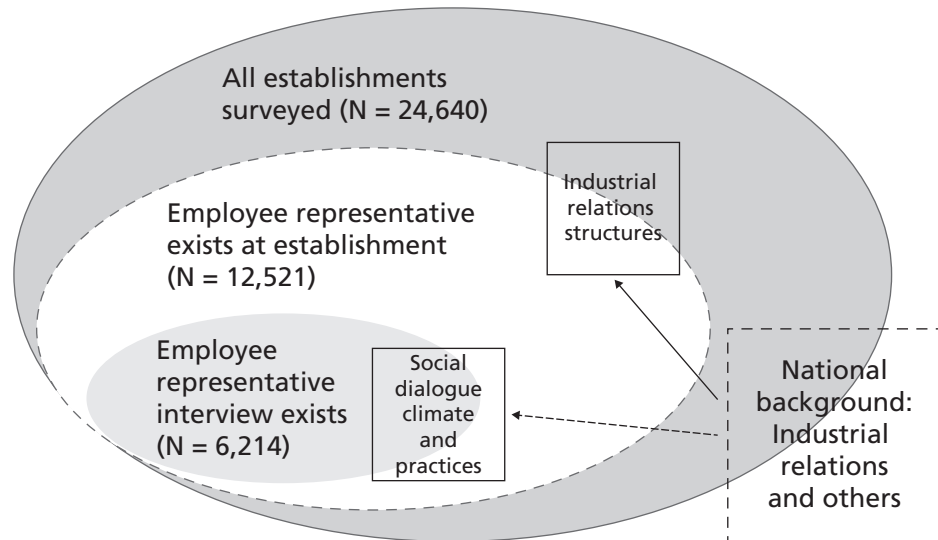 All establishments
surveyed (N = 24,640)
Industrial
relations
structures
Employee representative
exists at establishment
(N = 12,521)
Employee
representative
interview exists
(N = 6,214)
Social
dialogue
climate
and
practices
National
background:
Industrial
relations
and others